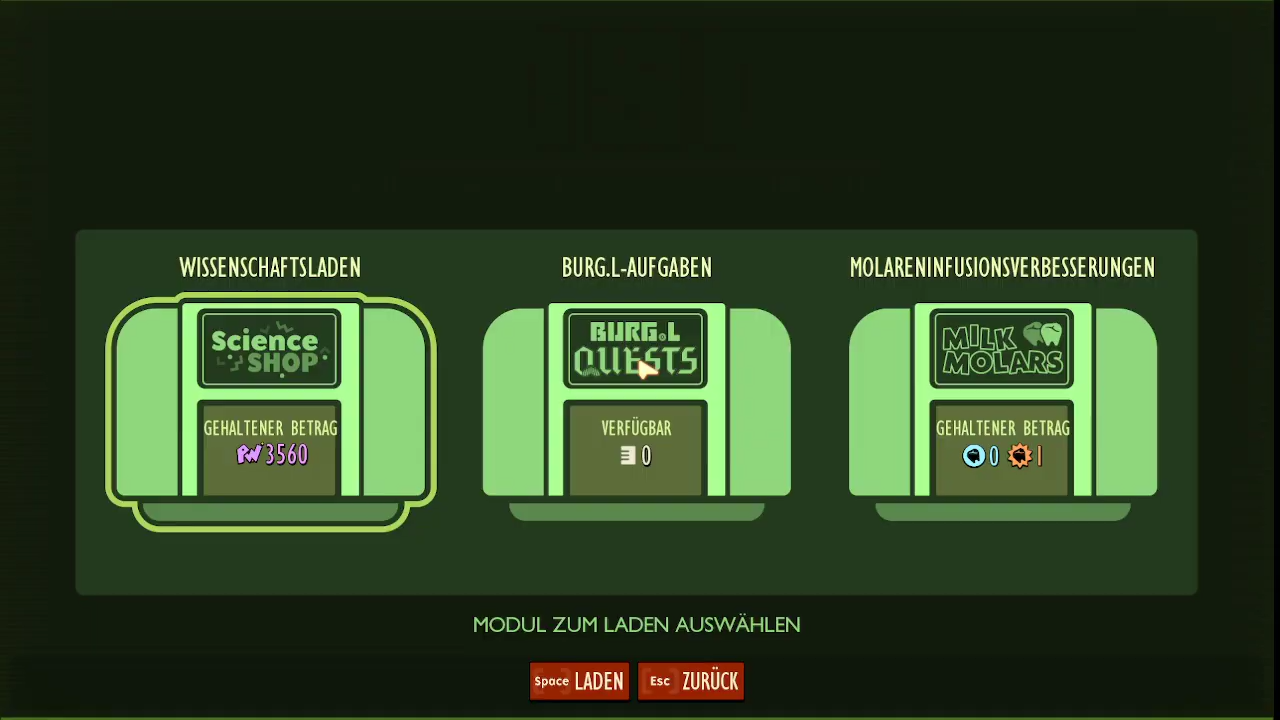 WISSENSCHAFTSLADEN
BURG.L-AUFGABEN
MOLARENINFUSIONSVERBESSERUNGEN
Science
SHOP
BURG.L
QUESTS
MILK
MOLARS
GEHALTENER BETRAG
3560
VERFÜGBAR
0
GEHALTENER BETRAG
0 1
MODUL ZUM LADEN AUSWÄHLEN
Space LADEN
Esc ZURÜCK